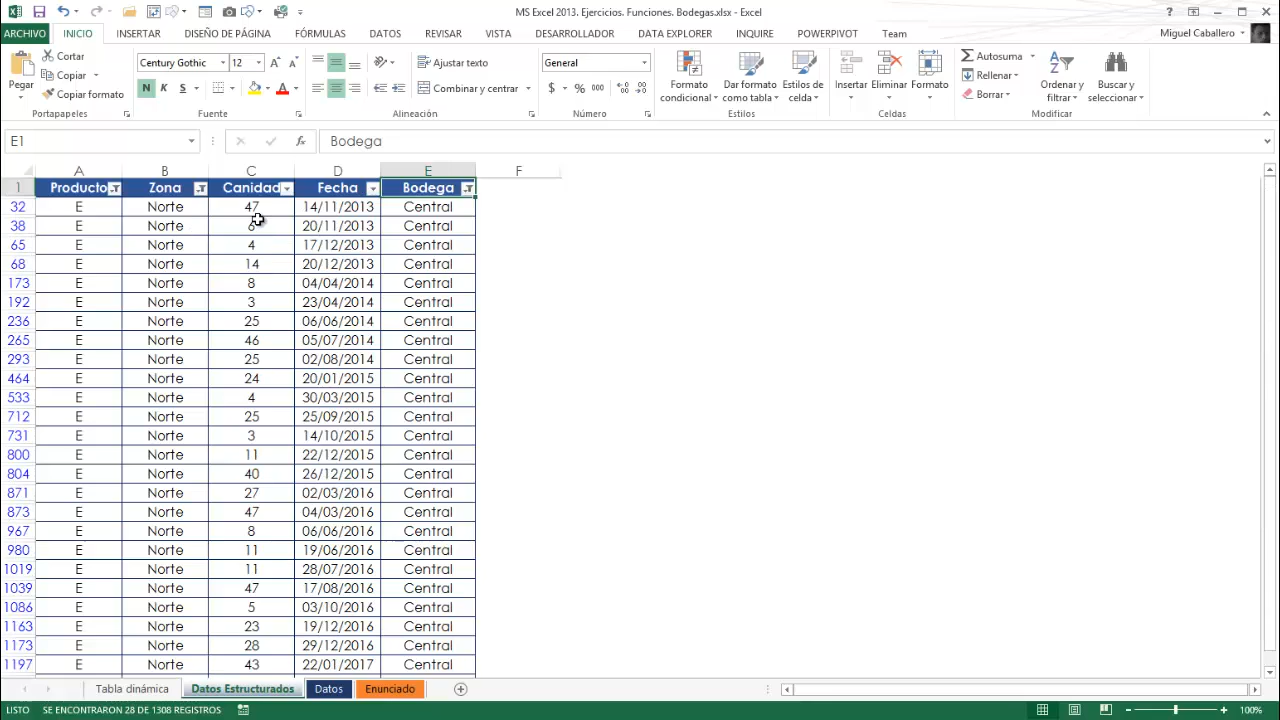 MS Excel 2013. Ejercicios. Funciones. Bodegas.xlsx - Excel
ARCHIVO INICIO INSERTAR DISEÑO DE PÁGINA FÓRMULAS DATOS REVISAR VISTA DESARROLLADOR DATA EXPLORER INQUIRE POWERPIVOT Team Miguel Caballero
Pegar
Cortar
Copiar
Copiar formato
Portapapeles
Century Gothic 12
N K S
Fuente
Ajustar texto
Combinar y centrar
Alineación
General
$ % 000
Número
Formato condicional
Dar formato como tabla
Estilos de celda
Estilos
Insertar
Eliminar
Formato
Celdas
Autosuma
Rellenar
Borrar
Ordenar y filtrar
Buscar y seleccionar
Modificar
E1 fx Bodega
A B C D E F
1 Producto Zona Canidad Fecha Bodega
32 E Norte 47 14/11/2013 Central
38 E Norte 6 20/11/2013 Central
65 E Norte 4 17/12/2013 Central
68 E Norte 14 20/12/2013 Central
173 E Norte 8 04/04/2014 Central
192 E Norte 3 23/04/2014 Central
236 E Norte 25 06/06/2014 Central
265 E Norte 46 05/07/2014 Central
293 E Norte 25 02/08/2014 Central
464 E Norte 24 20/01/2015 Central
533 E Norte 4 30/03/2015 Central
712 E Norte 25 25/09/2015 Central
731 E Norte 3 14/10/2015 Central
800 E Norte 11 22/12/2015 Central
804 E Norte 40 26/12/2015 Central
871 E Norte 27 02/03/2016 Central
873 E Norte 47 04/03/2016 Central
967 E Norte 8 06/06/2016 Central
980 E Norte 11 19/06/2016 Central
1019 E Norte 11 28/07/2016 Central
1039 E Norte 47 17/08/2016 Central
1086 E Norte 5 03/10/2016 Central
1163 E Norte 23 19/12/2016 Central
1173 E Norte 28 29/12/2016 Central
1197 E Norte 43 22/01/2017 Central
Tabla dinámica Datos Estructurados Datos Enunciado
LISTO SE ENCONTRARON 28 DE 1308 REGISTROS 100%